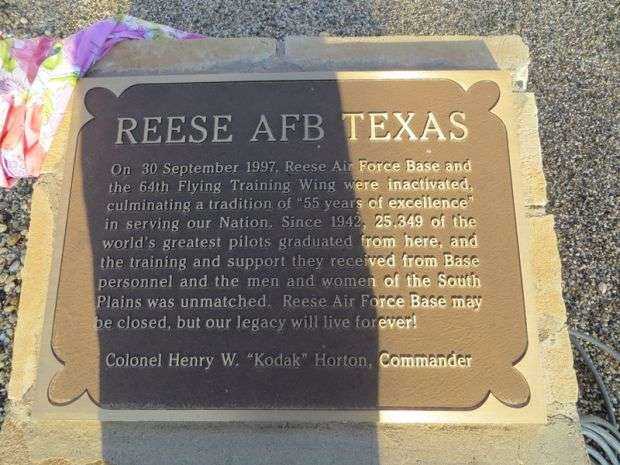 REESE AFB TEXAS
On 30 September 1997, Reese Air Force Base and
the 64th Flying Training Wing were inactivated,
culminating a tradition of "55 years of excellence"
in serving our Nation. Since 1942, 25,349 of the
world's greatest pilots graduated from here, and
the training and support they received from Base
personnel and the men and women of the South
Plains was unmatched. Reese Air Force Base may
be closed, but our legacy will live forever!
Colonel Henry W. "Kodak" Horton, Commander